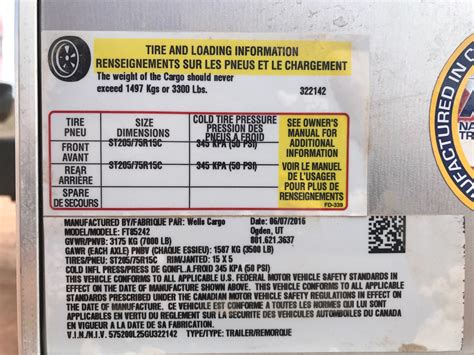 TIRE AND LOADING INFORMATION
RENSEIGNEMENTS SUR LES PNEUS ET LE CHARGEMENT
The weight of the Cargo should never
exceed 1497 Kgs or 3300 Lbs.
322142
TIRE
PNEU
SIZE
DIMENSIONS
COLD TIRE PRESSURE
PRESSION DES
PNEUS A FROID
FRONT
AVANT
ST205/75R15C
345 KPA (50 PSI)
REAR
ARRIÈRE
ST205/75R15C
345 KPA (50 PSI)
SPARE
DE SECOURS
SEE OWNER'S
MANUAL FOR
ADDITIONAL
INFORMATION
VOIR LE MANUEL
DE L'USAGER
POUR PLUS DE
RENSEIGNEMENTS
FD-339
MANUFACTURED BY/FABRIQUE PAR: Wells Cargo
Date: 06/07/2016
MODEL/MODELE: FT85242
Ogden, UT
GVWR/PNVB: 3175 KG (7000 LB)
801.621.3637
GAWR (EACH AXLE) PNBV (CHAQUE ESSIEU): 1587 KG (3500 LB)
TIRES/PNEU: ST205/75R15C RIM/JANTE: 15 X 5
COLD INFL PRESS/PRESS DE GONFL.A.FROID 345 KPA (50 PSI)
THIS VEHICLE CONFORMS TO ALL APPLICABLE U.S. FEDERAL MOTOR VEHICLE SAFETY STANDARDS IN
EFFECT ON THE DATE OF MANUFACTURE SHOWN ABOVE. THIS VEHICLE CONFORMS TO ALL APPLICABLE
STANDARDS PRESCRIBED UNDER THE CANADIAN MOTOR VEHICLE SAFETY REGULATIONS IN EFFECT ON
THE DATE OF MANUFACTURE. CE VEHICULE EST CONFORME A TOUTES LES NORMES QUI LUI SONT
APPLICABLES EN VERTU DU REGLEMENT SUR LA SECURITE DES VEHICULES AUTOMBOILES DU CANADA
EN VIGUEUR A LA DATE DE SA FABRICATION.
V.I.N./N.I.V.: 575200L25GU322142
TYPE/TYPE: TRAILER/REMORQUE